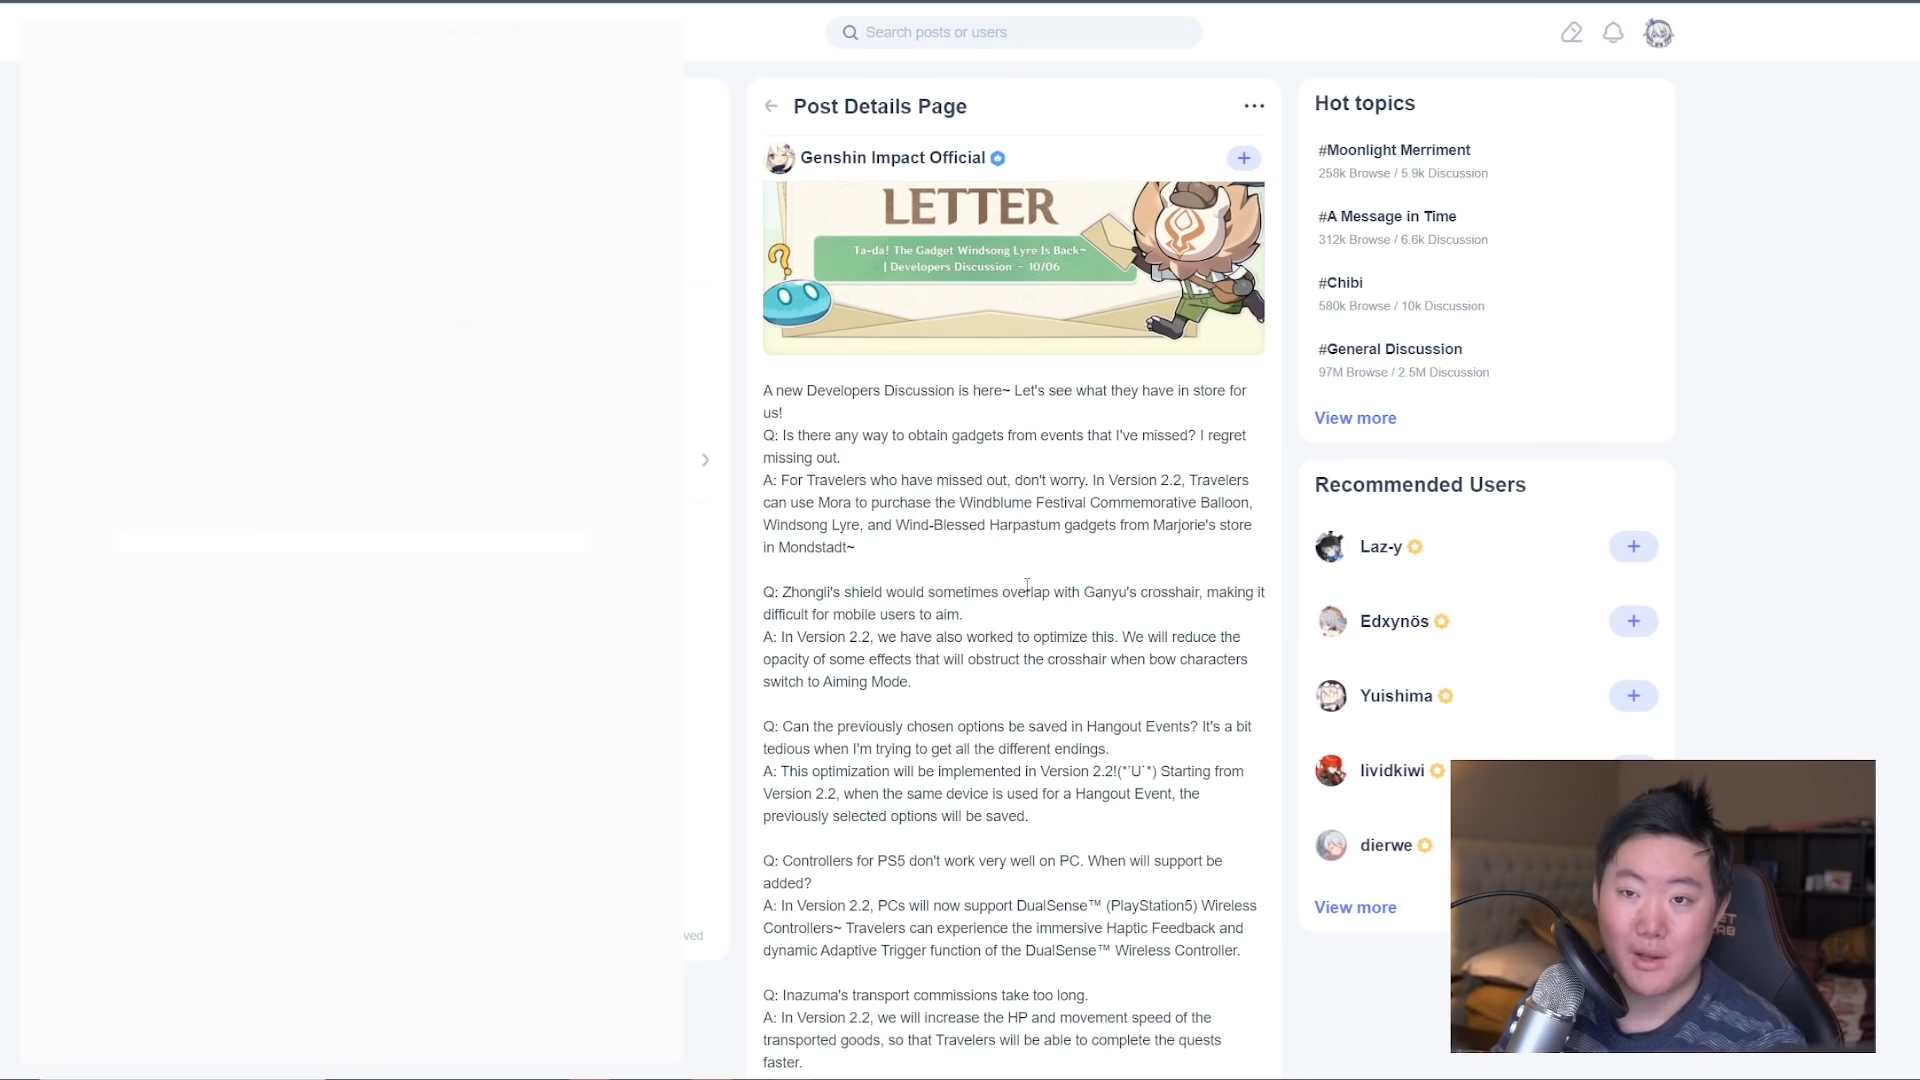 Search posts or users
Post Details Page
Genshin Impact Official
LETTER
Ta-da! The Gadget Windsong Lyre Is Back~
| Developers Discussion - 10/06
A new Developers Discussion is here~ Let's see what they have in store for
us!
Q: Is there any way to obtain gadgets from events that I've missed? I regret
missing out.
A: For Travelers who have missed out, don't worry. In Version 2.2, Travelers
can use Mora to purchase the Windblume Festival Commemorative Balloon,
Windsong Lyre, and Wind-Blessed Harpastum gadgets from Marjorie's store
in Mondstadt~
Q: Zhongli's shield would sometimes overlap with Ganyu's crosshair, making it
difficult for mobile users to aim.
A: In Version 2.2, we have also worked to optimize this. We will reduce the
opacity of some effects that will obstruct the crosshair when bow characters
switch to Aiming Mode.
Q: Can the previously chosen options be saved in Hangout Events? It's a bit
tedious when I'm trying to get all the different endings.
A: This optimization will be implemented in Version 2.2!(*ˊUˋ*) Starting from
Version 2.2, when the same device is used for a Hangout Event, the
previously selected options will be saved.
Q: Controllers for PS5 don't work very well on PC. When will support be
added?
A: In Version 2.2, PCs will now support DualSense™ (PlayStation5) Wireless
Controllers~ Travelers can experience the immersive Haptic Feedback and
dynamic Adaptive Trigger function of the DualSense™ Wireless Controller.
Q: Inazuma's transport commissions take too long.
A: In Version 2.2, we will increase the HP and movement speed of the
transported goods, so that Travelers will be able to complete the quests
faster.
ved
Hot topics
#Moonlight Merriment
258k Browse / 5.9k Discussion
#A Message in Time
312k Browse / 6.6k Discussion
#Chibi
580k Browse / 10k Discussion
#General Discussion
97M Browse / 2.5M Discussion
View more
Recommended Users
Laz-y
Edxynös
Yuishima
lividkiwi
dierwe
View more